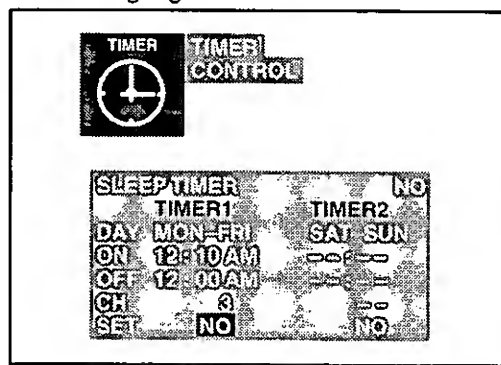 TIMER
TIMER
CONTROL
SLEEP TIMER NO
TIMER1 TIMER2
DAY MON-FRI SAT-SUN
ON 12:10AM --:--
OFF 12:00AM --:--
CH 3 --
SET NO NO